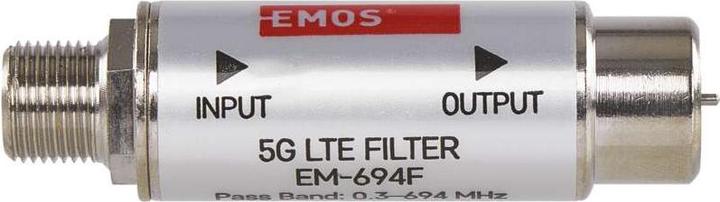 EMOS
INPUT
OUTPUT
5G LTE FILTER
EM-694F
Pass Band: 0.3-694 MHz